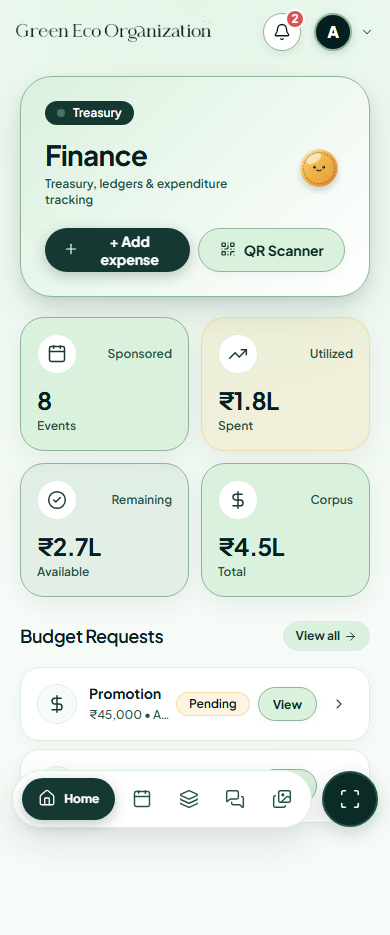 Green Eco Organization
2
A
Treasury
Finance
Treasury, ledgers & expenditure
tracking
+ Add
expense
QR Scanner
Sponsored
8
Events
Utilized
₹1.8L
Spent
Remaining
₹2.7L
Available
Corpus
₹4.5L
Total
Budget Requests
View all →
Promotion
₹45,000 • A...
Pending
View
Home